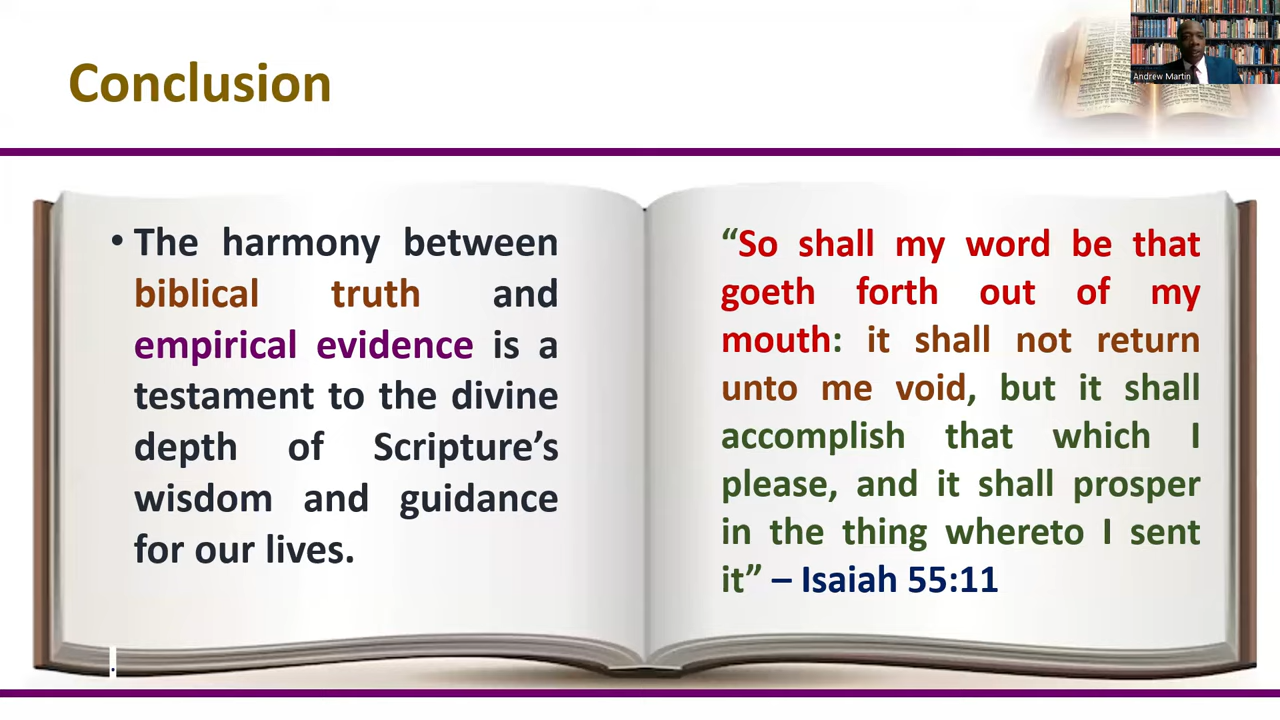 Conclusion
Andrew Martin
• The harmony between
biblical truth and
empirical evidence is a
testament to the divine
depth of Scripture’s
wisdom and guidance
for our lives.
“So shall my word be that
goeth forth out of my
mouth: it shall not return
unto me void, but it shall
accomplish that which I
please, and it shall prosper
in the thing whereto I sent
it” – Isaiah 55:11
.